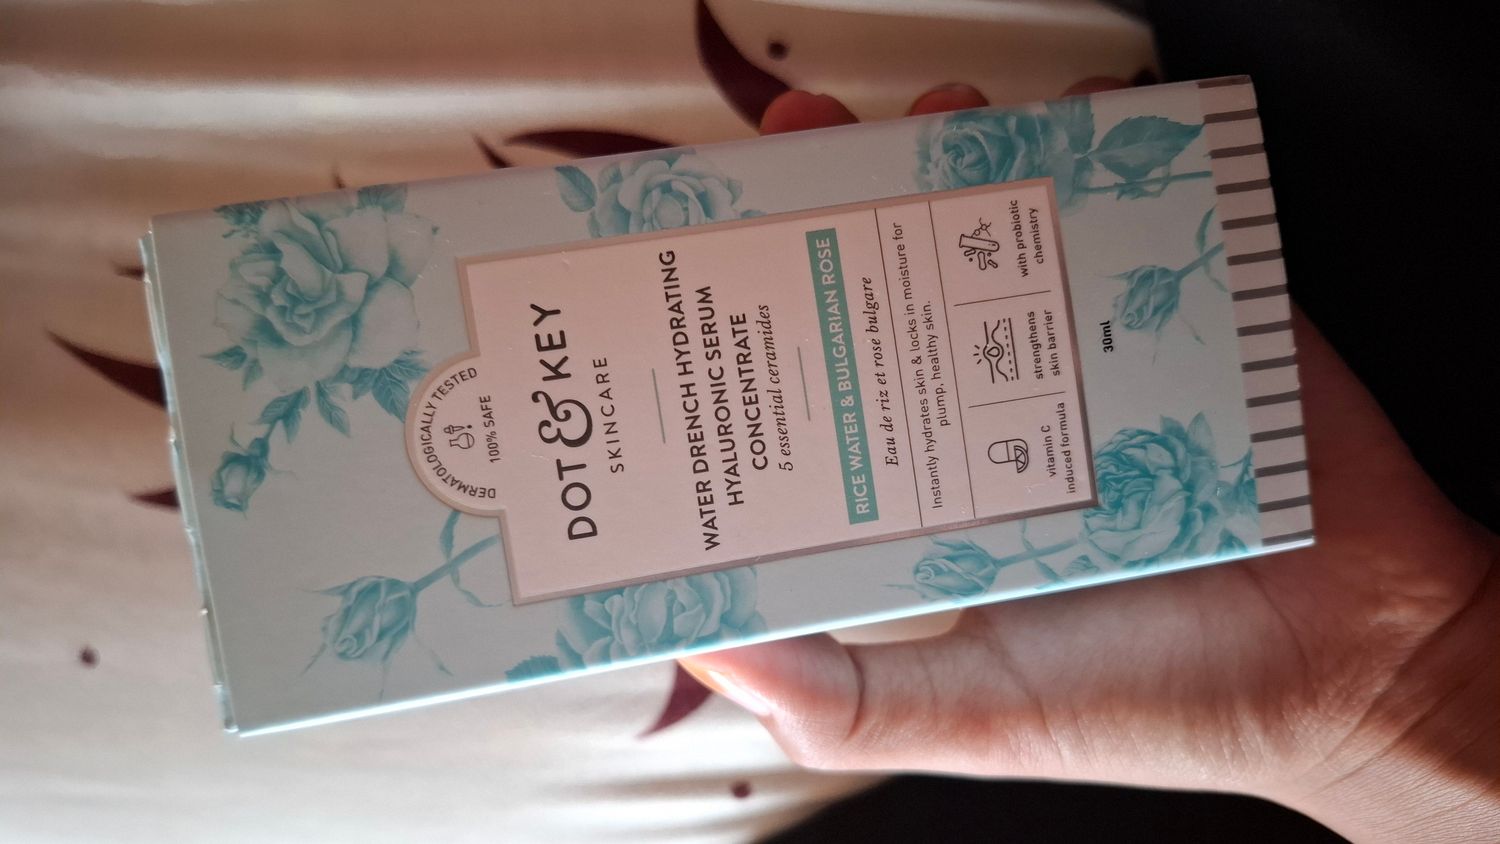 DERMATOLOGICALLY TESTED
100% SAFE
DOT & KEY
SKINCARE
WATER DRENCH HYDRATING
HYALURONIC SERUM
CONCENTRATE
5 essential ceramides
RICE WATER & BULGARIAN ROSE
Eau de riz et rose bulgare
Instantly hydrates skin & locks in moisture for
plump, healthy skin.
vitamin C
induced formula
strengthens
skin barrier
with probiotic
chemistry
30ml